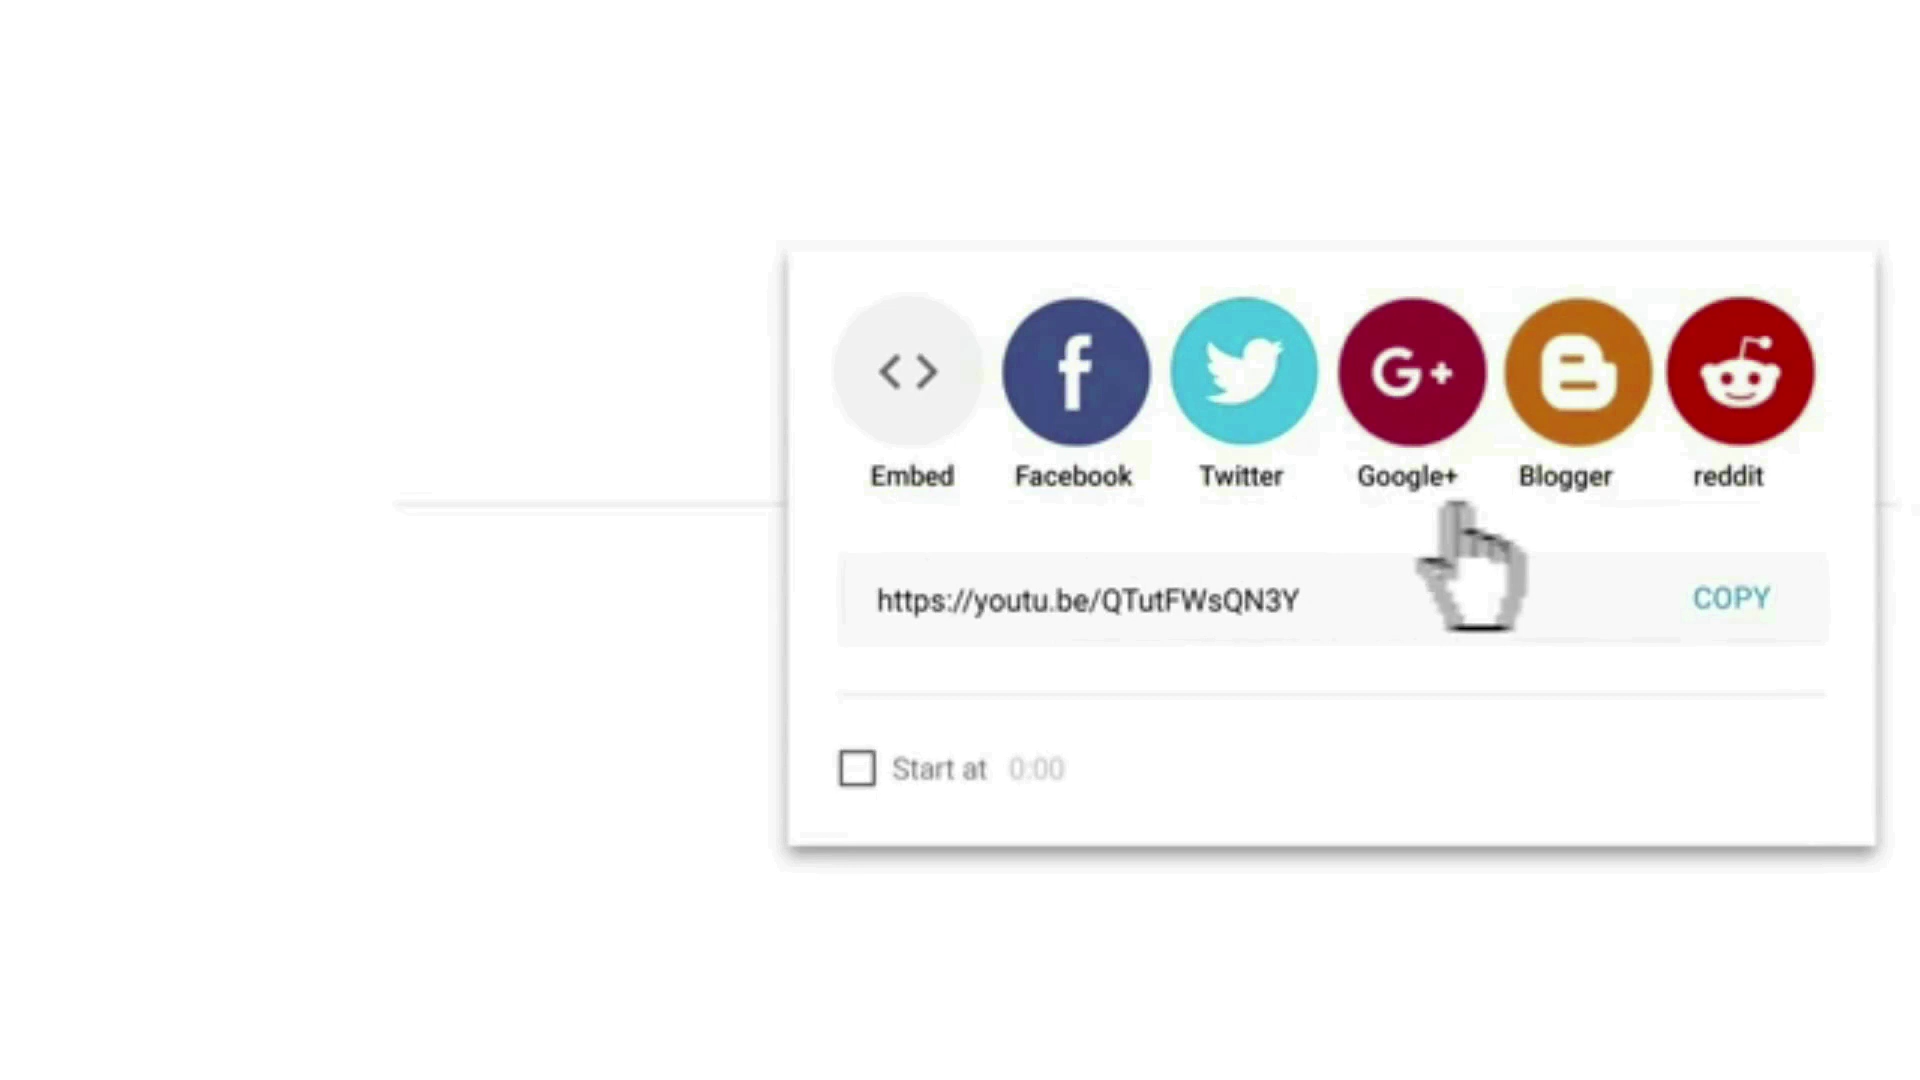 Embed Facebook Twitter Google+ Blogger reddit
https://youtu.be/QTutFWsQN3Y COPY
Start at 0:00